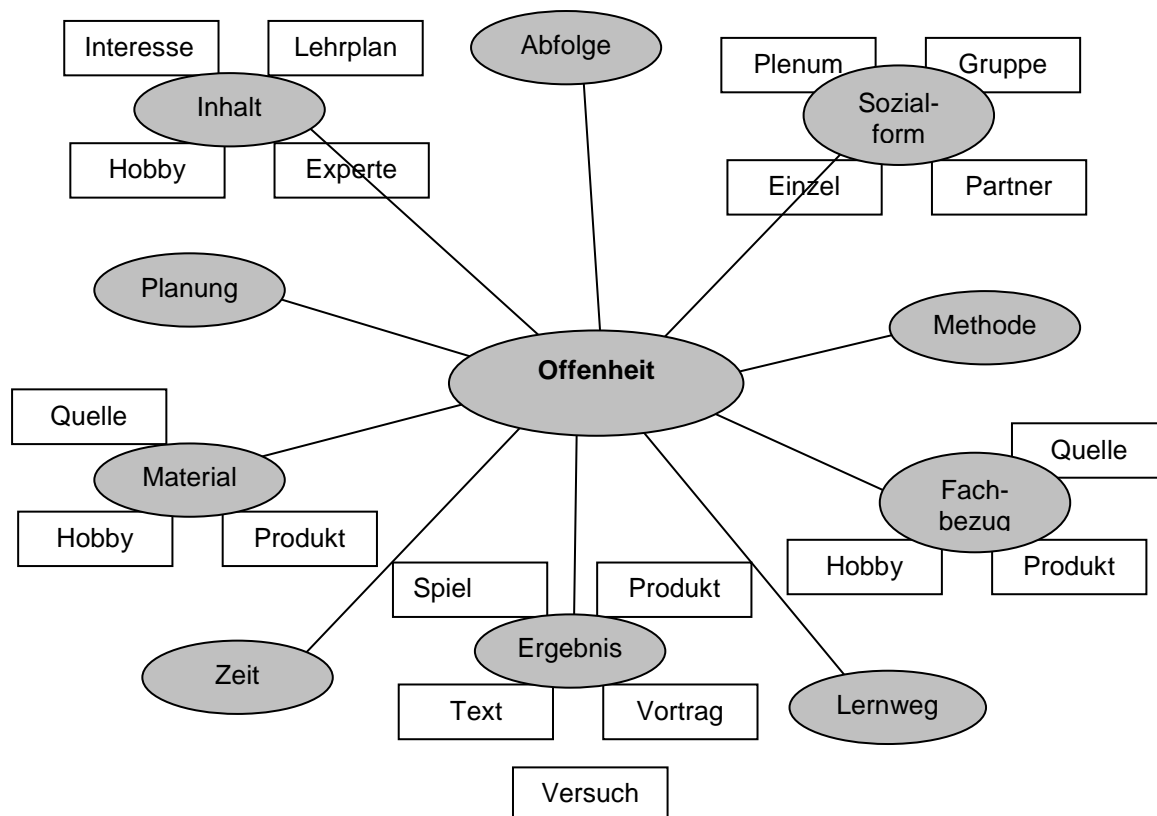 Abfolge
Interesse
Lehrplan
Inhalt
Hobby
Experte
Plenum
Gruppe
Sozial-
form
Einzel
Partner
Planung
Methode
Offenheit
Quelle
Material
Hobby
Produkt
Quelle
Fach-
bezug
Hobby
Produkt
Spiel
Produkt
Ergebnis
Text
Vortrag
Versuch
Zeit
Lernweg